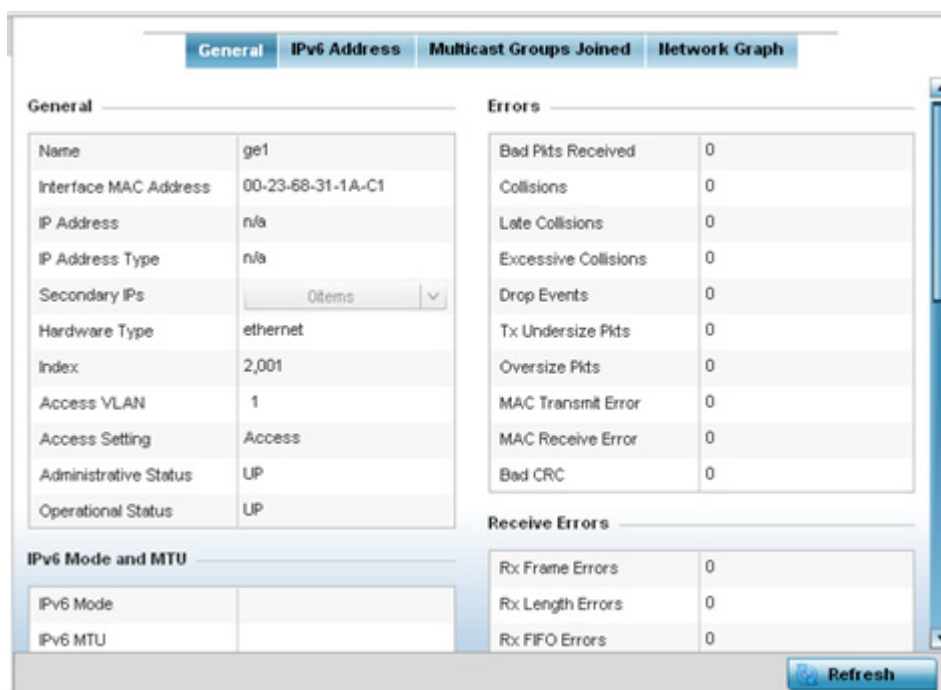 General IPv6 Address Multicast Groups Joined Network Graph
General
Name ge1
Interface MAC Address 00-23-68-31-1A-C1
IP Address n/a
IP Address Type n/a
Secondary IPs 0items
Hardware Type ethernet
Index 2,001
Access VLAN 1
Access Setting Access
Administrative Status UP
Operational Status UP
IPv6 Mode and MTU
IPv6 Mode
IPv6 MTU
Errors
Bad Pkts Received 0
Collisions 0
Late Collisions 0
Excessive Collisions 0
Drop Events 0
Tx Undersize Pkts 0
Oversize Pkts 0
MAC Transmit Error 0
MAC Receive Error 0
Bad CRC 0
Receive Errors
Rx Frame Errors 0
Rx Length Errors 0
Rx FIFO Errors 0
Refresh